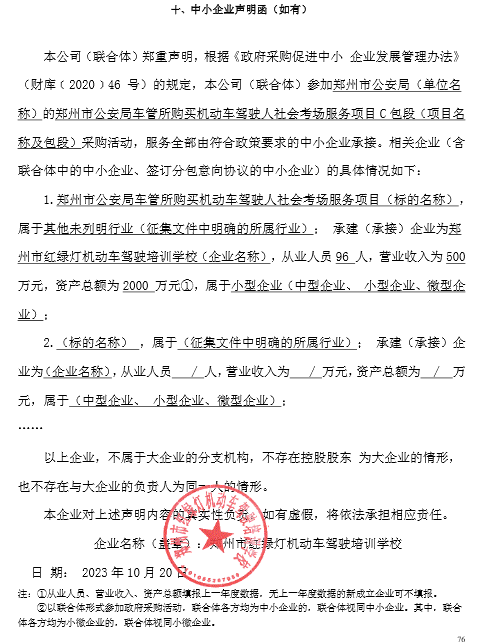 十、中小企业声明函（如有）
本公司（联合体）郑重声明，根据《政府采购促进中小 企业发展管理办法》
（财库﹝2020﹞46 号）的规定，本公司（联合体）参加郑州市公安局（单位名
称）的郑州市公安局车管所购买机动车驾驶人社会考场服务项目 C 包段（项目名
称及包段）采购活动，服务全部由符合政策要求的中小企业承接。相关企业（含
联合体中的中小企业、签订分包意向协议的中小企业）的具体情况如下：
1. 郑州市公安局车管所购买机动车驾驶人社会考场服务项目（标的名称），
属于其他未列明行业（征集文件中明确的所属行业）； 承建（承接）企业为郑
州市红绿灯机动车驾驶培训学校（企业名称），从业人员 96 人，营业收入为 500
万元，资产总额为 2000 万元①，属于小型企业（中型企业、 小型企业、微型企
业）；
2. （标的名称） ，属于（征集文件中明确的所属行业）； 承建（承接）企
业为（企业名称），从业人员 / 人，营业收入为 / 万元，资产总额为 / 万
元，属于（中型企业、 小型企业、微型企业）；
……
以上企业，不属于大企业的分支机构，不存在控股股东 为大企业的情形，
也不存在与大企业的负责人为同一人的情形。
本企业对上述声明内容的真实性负责。如有虚假，将依法承担相应责任。
企业名称（盖章）：郑州市红绿灯机动车驾驶培训学校
日 期： 2023 年 10 月 20 日
注：①从业人员、营业收入、资产总额填报上一年度数据，无上一年度数据的新成立企业可不填报。
②以联合体形式参加政府采购活动，联合体各方均为中小企业的，联合体视同中小企业。其中，联合
体各方均为小微企业的，联合体视同小微企业。
76